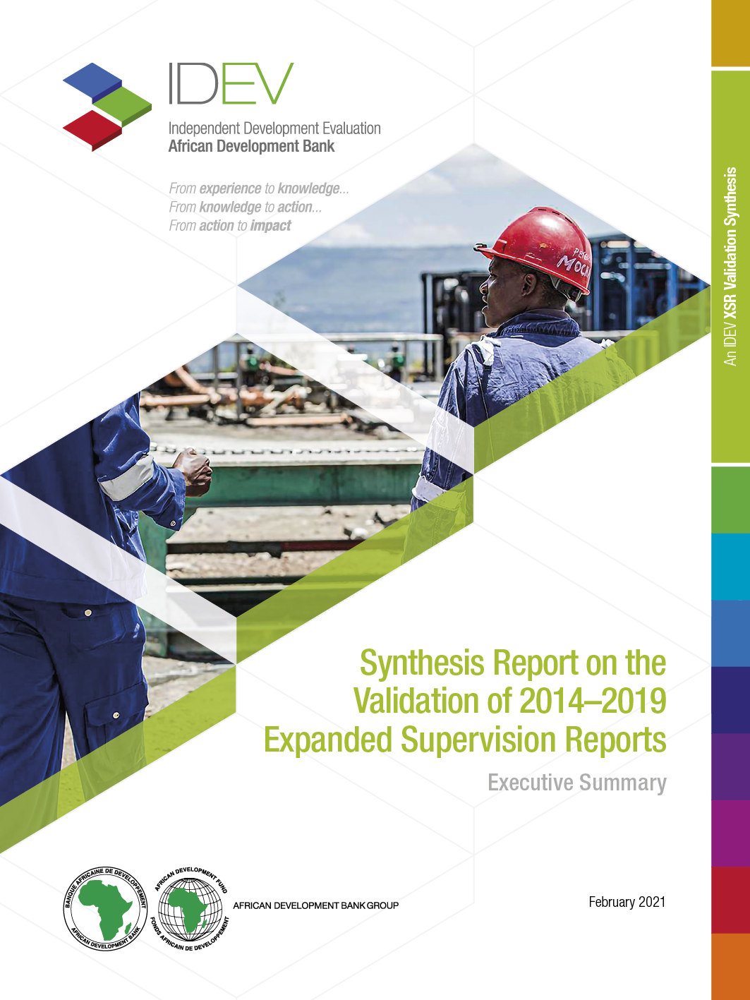 IDEV
Independent Development Evaluation
African Development Bank
From experience to knowledge...
From knowledge to action...
From action to impact
An IDEV XSR Validation Synthesis
Synthesis Report on the
Validation of 2014–2019
Expanded Supervision Reports
Executive Summary
BANQUE AFRICAINE DE DEVELOPPEMENT
AFRICAN DEVELOPMENT BANK
AFRICAN DEVELOPMENT FUND
FONDS AFRICAIN DE DEVELOPPEMENT
AFRICAN DEVELOPMENT BANK GROUP
February 2021